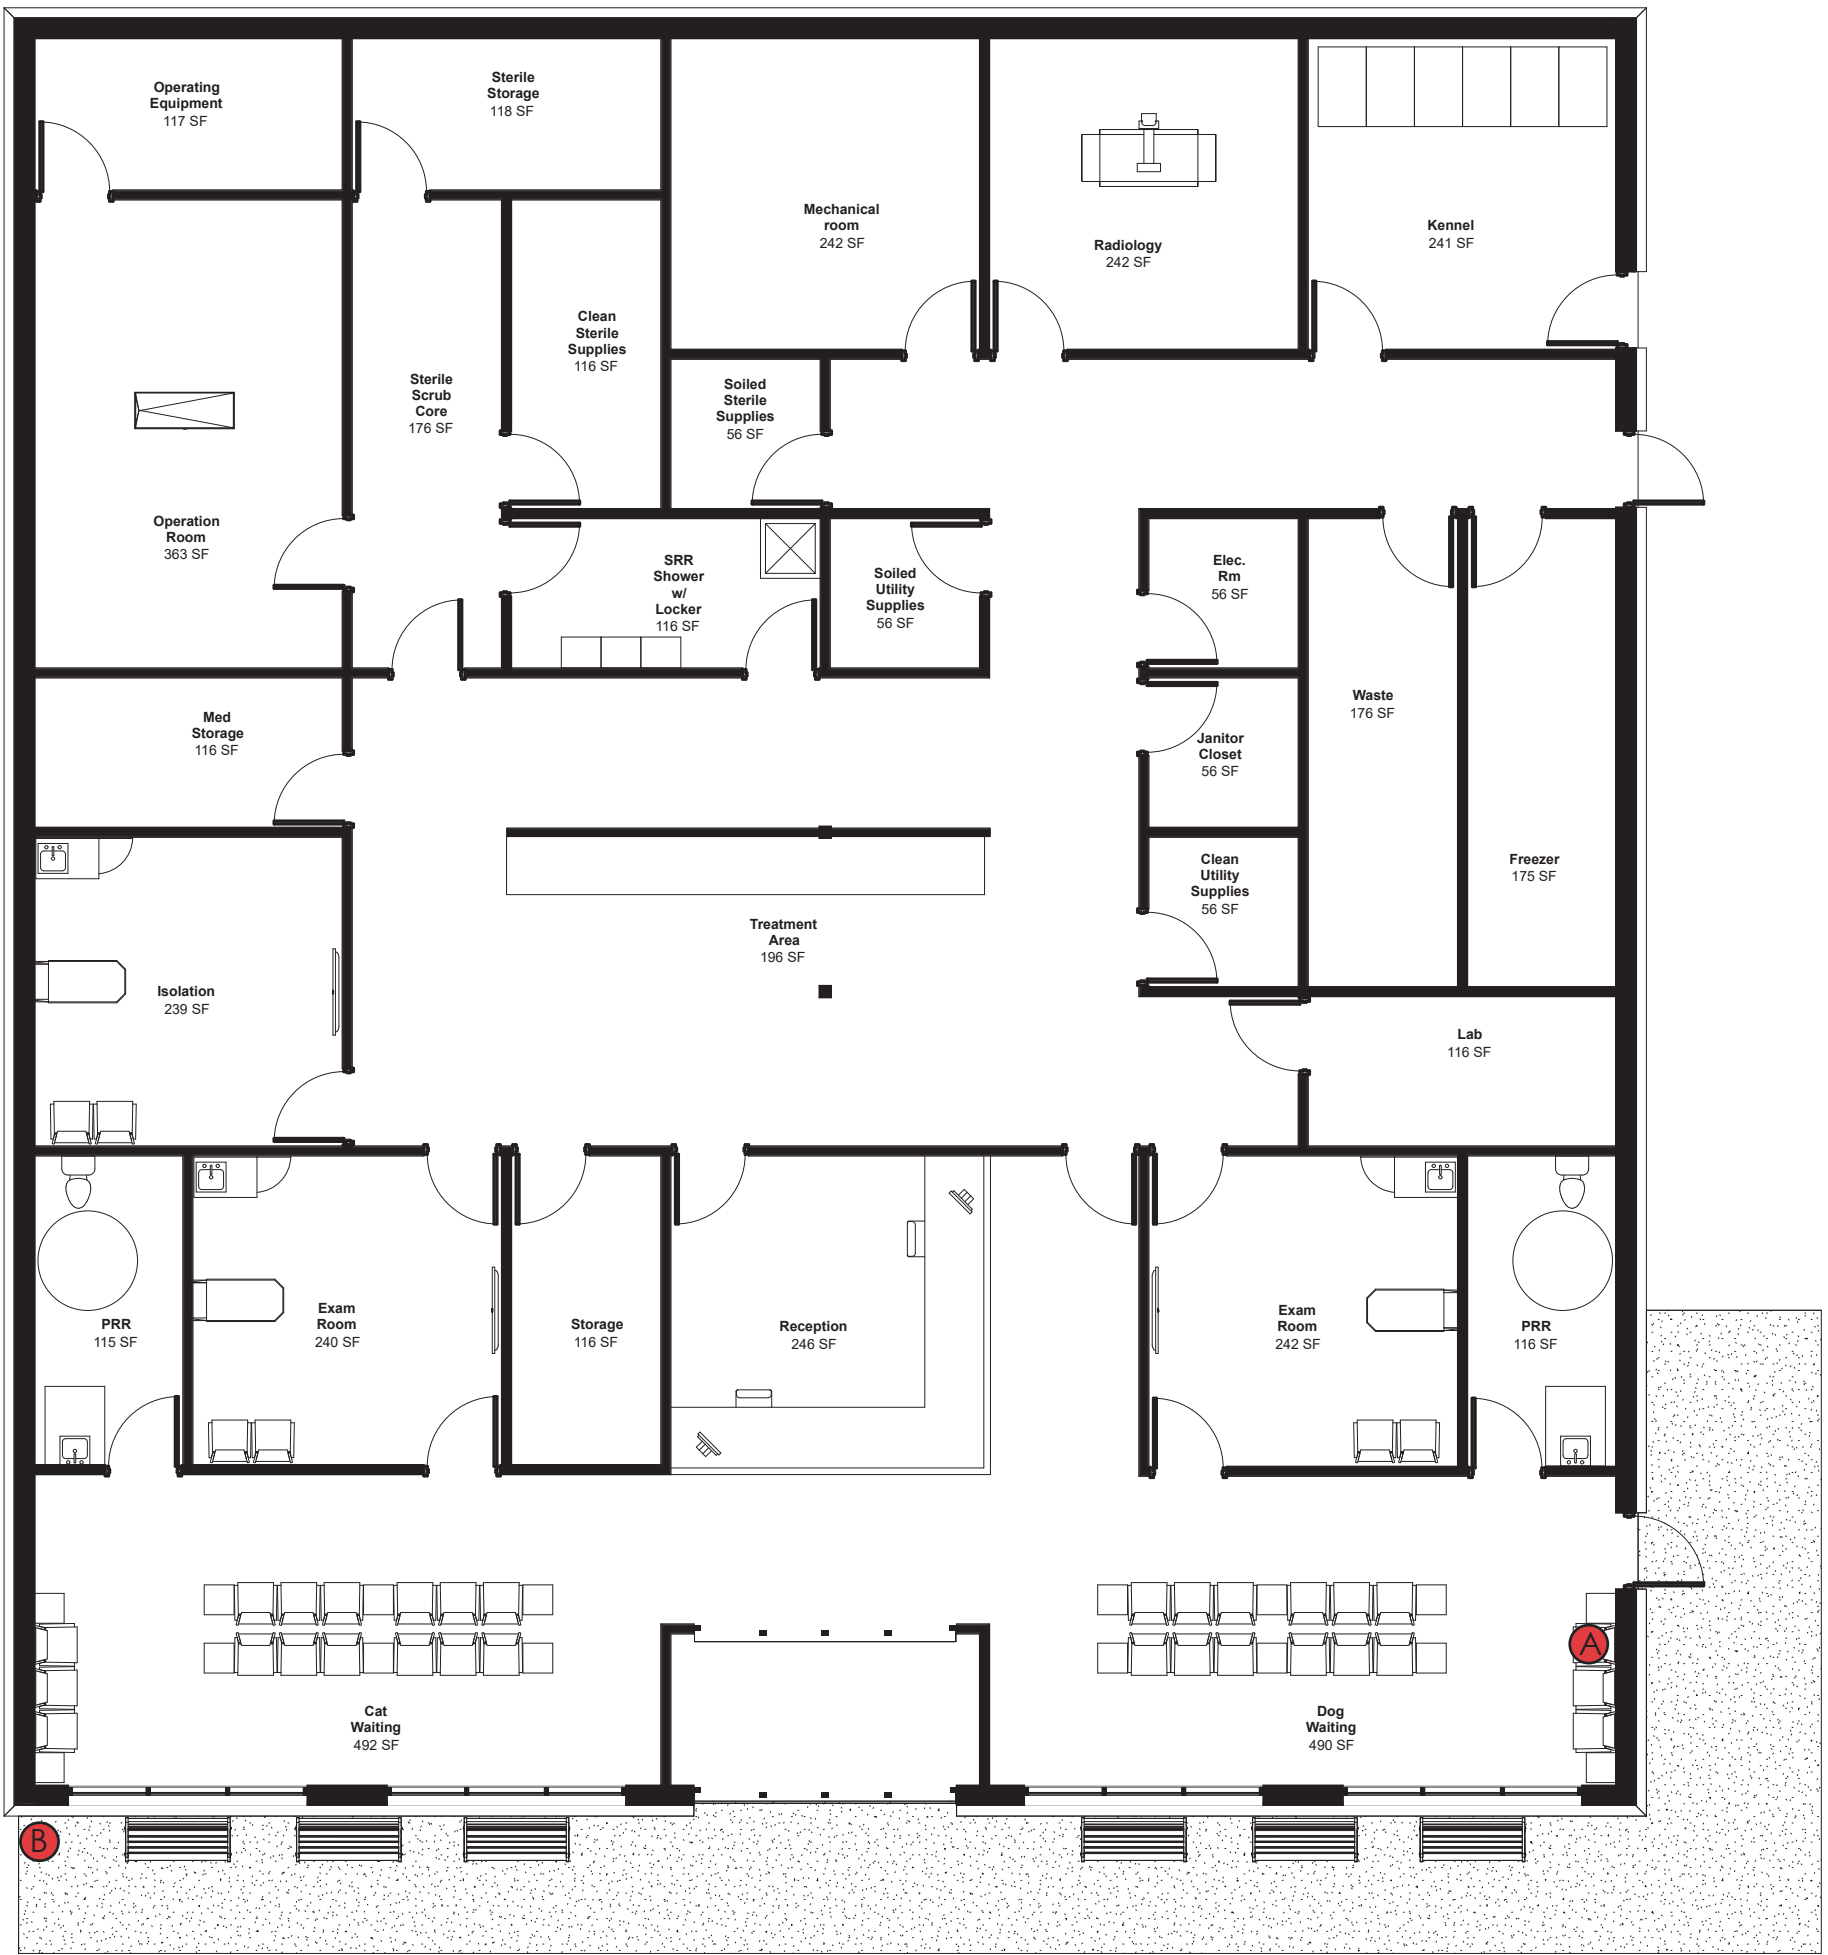 Operating
Equipment
117 SF
Sterile
Storage
118 SF
Mechanical
room
242 SF
Radiology
242 SF
Kennel
241 SF
Clean
Sterile
Supplies
116 SF
Sterile
Scrub
Core
176 SF
Soiled
Sterile
Supplies
56 SF
Operation
Room
363 SF
SRR
Shower
w/
Locker
116 SF
Soiled
Utility
Supplies
56 SF
Elec.
Rm
56 SF
Med
Storage
116 SF
Janitor
Closet
56 SF
Waste
176 SF
Clean
Utility
Supplies
56 SF
Freezer
175 SF
Treatment
Area
196 SF
Isolation
239 SF
Lab
116 SF
PRR
115 SF
Exam
Room
240 SF
Storage
116 SF
Reception
246 SF
Exam
Room
242 SF
PRR
116 SF
A
Cat
Waiting
492 SF
Dog
Waiting
490 SF
B